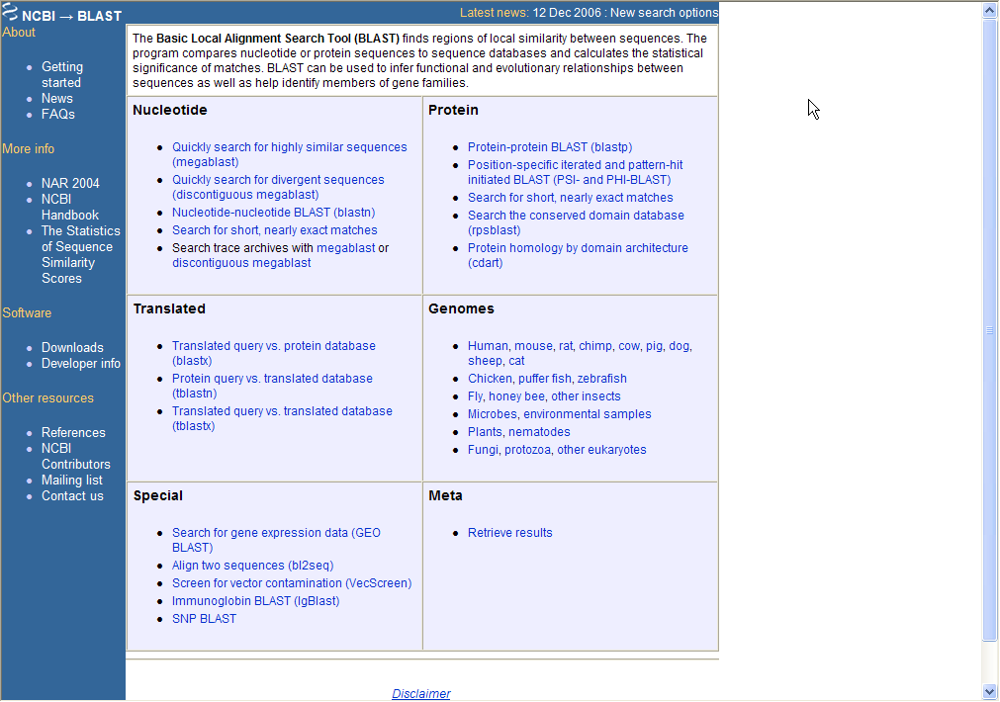 NCBI → BLAST
Latest news: 12 Dec 2006 : New search options
About
Getting
started
News
FAQs
More info
NAR 2004
NCBI
Handbook
The Statistics
of Sequence
Similarity
Scores
Software
Downloads
Developer info
Other resources
References
NCBI
Contributors
Mailing list
Contact us
The Basic Local Alignment Search Tool (BLAST) finds regions of local similarity between sequences. The
program compares nucleotide or protein sequences to sequence databases and calculates the statistical
significance of matches. BLAST can be used to infer functional and evolutionary relationships between
sequences as well as help identify members of gene families.
Nucleotide
Quickly search for highly similar sequences
(megablast)
Quickly search for divergent sequences
(discontiguous megablast)
Nucleotide-nucleotide BLAST (blastn)
Search for short, nearly exact matches
Search trace archives with megablast or
discontiguous megablast
Protein
Protein-protein BLAST (blastp)
Position-specific iterated and pattern-hit
initiated BLAST (PSI- and PHI-BLAST)
Search for short, nearly exact matches
Search the conserved domain database
(rpsblast)
Protein homology by domain architecture
(cdart)
Translated
Translated query vs. protein database
(blastx)
Protein query vs. translated database
(tblastn)
Translated query vs. translated database
(tblastx)
Genomes
Human, mouse, rat, chimp, cow, pig, dog,
sheep, cat
Chicken, puffer fish, zebrafish
Fly, honey bee, other insects
Microbes, environmental samples
Plants, nematodes
Fungi, protozoa, other eukaryotes
Special
Search for gene expression data (GEO
BLAST)
Align two sequences (bl2seq)
Screen for vector contamination (VecScreen)
Immunoglobin BLAST (IgBlast)
SNP BLAST
Meta
Retrieve results
Disclaimer